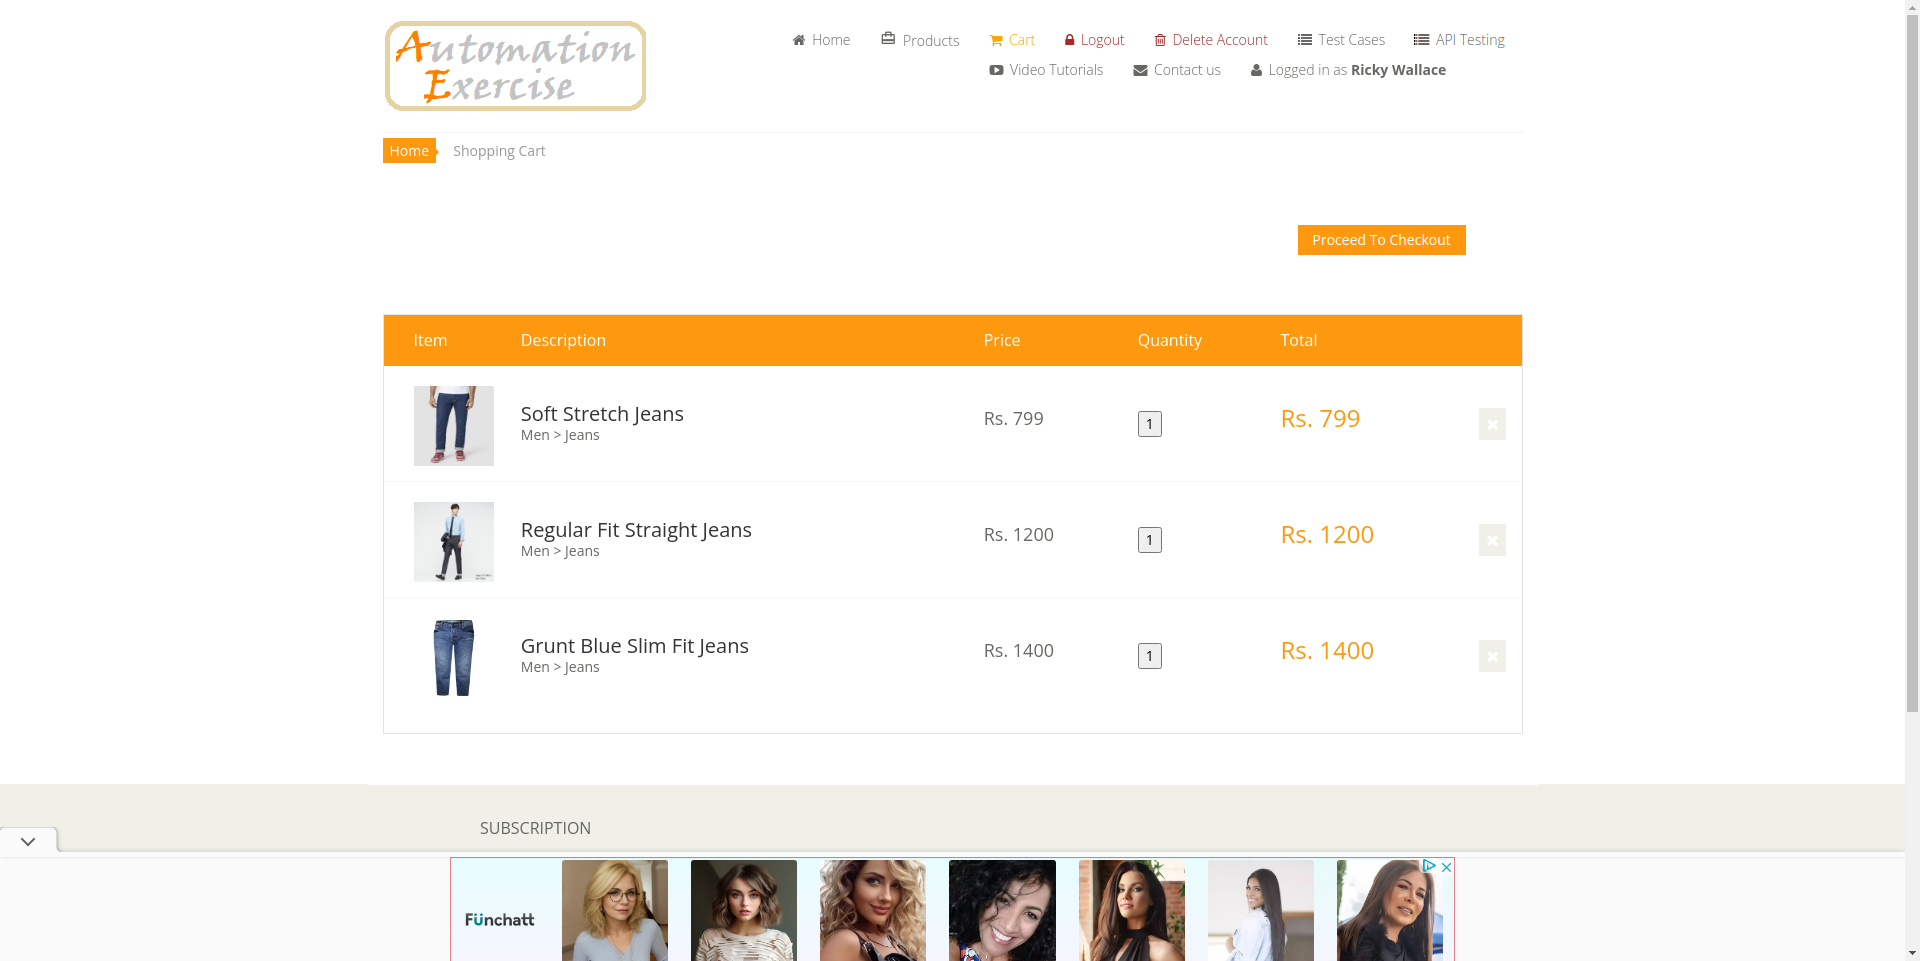 Automation
Exercise
Home
Products
Cart
Logout
Delete Account
Test Cases
API Testing
Video Tutorials
Contact us
Logged in as Ricky Wallace
Home
Shopping Cart
Proceed To Checkout
Item Description Price Quantity Total
Soft Stretch Jeans
Men > Jeans
Rs. 799
1
Rs. 799
Regular Fit Straight Jeans
Men > Jeans
Rs. 1200
1
Rs. 1200
Grunt Blue Slim Fit Jeans
Men > Jeans
Rs. 1400
1
Rs. 1400
SUBSCRIPTION
Fünchatt